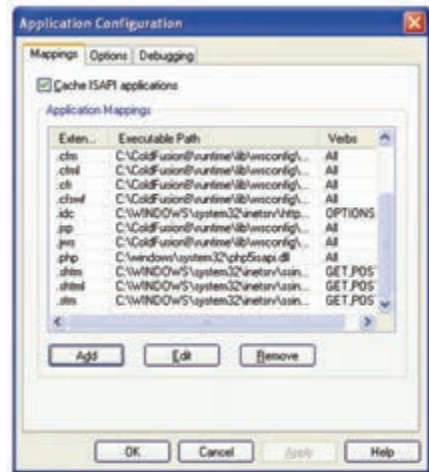 Application Configuration
Mappings Options Debugging
Cache ISAPI applications
Application Mappings
Exten... Executable Path Verbs
.cfm C:\ColdFusion8\runtime\lib\wsconfig\... All
.cfml C:\ColdFusion8\runtime\lib\wsconfig\... All
.cfr C:\ColdFusion8\runtime\lib\wsconfig\... All
.cfswf C:\ColdFusion8\runtime\lib\wsconfig\... All
.idc C:\WINDOWS\system32\inetsrv\http... OPTIONS
.jsp C:\ColdFusion8\runtime\lib\wsconfig\... All
.jws C:\ColdFusion8\runtime\lib\wsconfig\... All
.php C:\windows\system32\php5isapi.dll All
.shtm C:\WINDOWS\system32\inetsrv\ssin... GET,POS
.shtml C:\WINDOWS\system32\inetsrv\ssin... GET,POS
.stm C:\WINDOWS\system32\inetsrv\ssin... GET,POS
Add Edit Remove
OK Cancel Apply Help